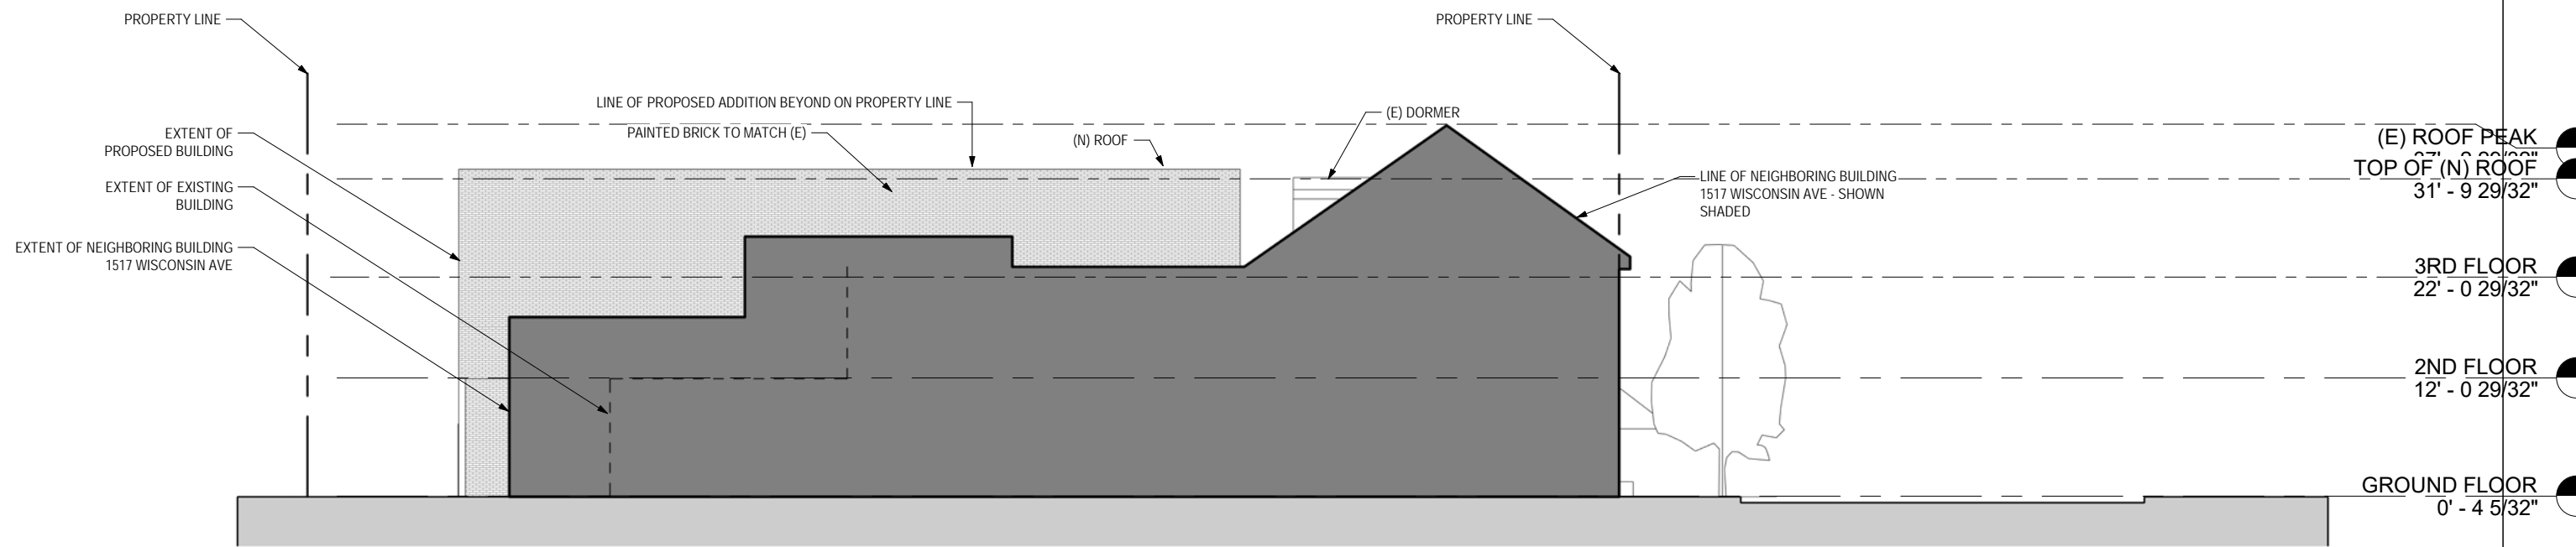 PROPERTY LINE
PROPERTY LINE
LINE OF PROPOSED ADDITION BEYOND ON PROPERTY LINE
(E) DORMER
EXTENT OF
PROPOSED BUILDING
PAINTED BRICK TO MATCH (E)
(N) ROOF
(E) ROOF PEAK
TOP OF (N) ROOF
31' - 9 29/32"
EXTENT OF EXISTING
BUILDING
LINE OF NEIGHBORING BUILDING
1517 WISCONSIN AVE - SHOWN
SHADED
EXTENT OF NEIGHBORING BUILDING
1517 WISCONSIN AVE
3RD FLOOR
22' - 0 29/32"
2ND FLOOR
12' - 0 29/32"
GROUND FLOOR
0' - 4 5/32"